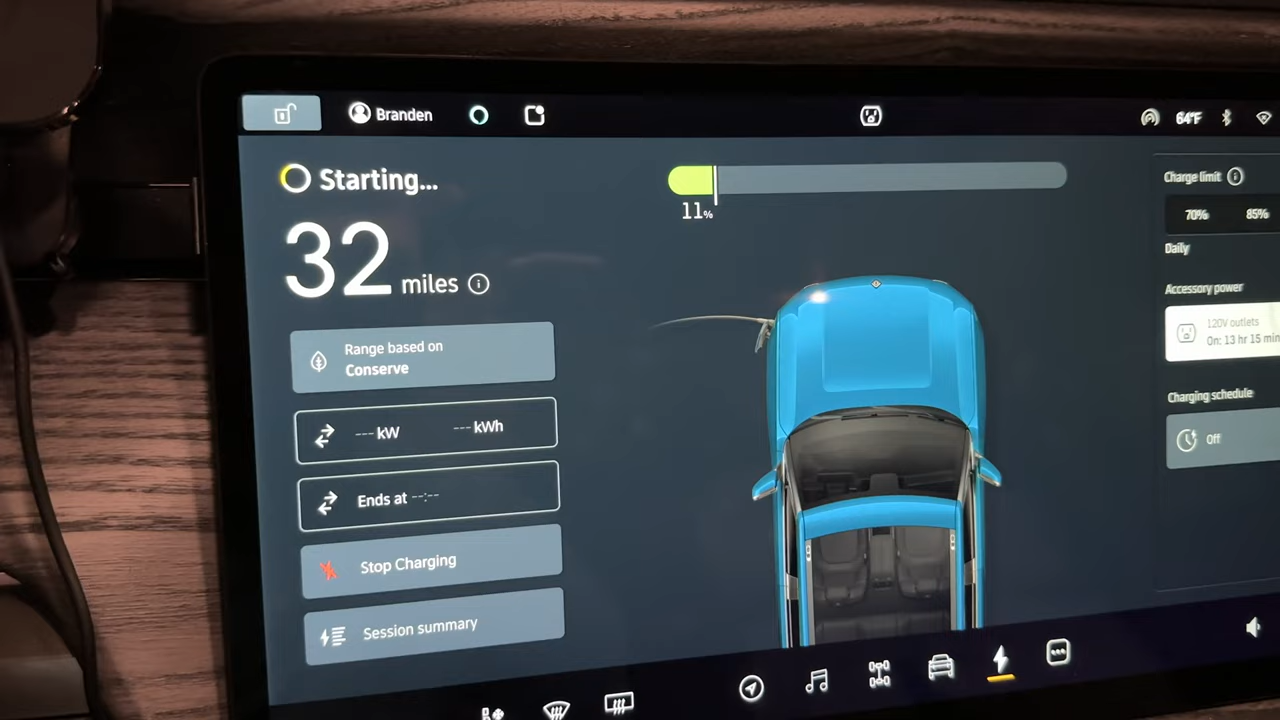 Branden
64°F
Starting...
32 miles
Range based on
Conserve
--- kW --- kWh
Ends at --:--
Stop Charging
Session summary
11%
Charge limit
70% 85%
Daily
Accessory power
120V outlets
On: 13 hr 15 min
Charging schedule
Off